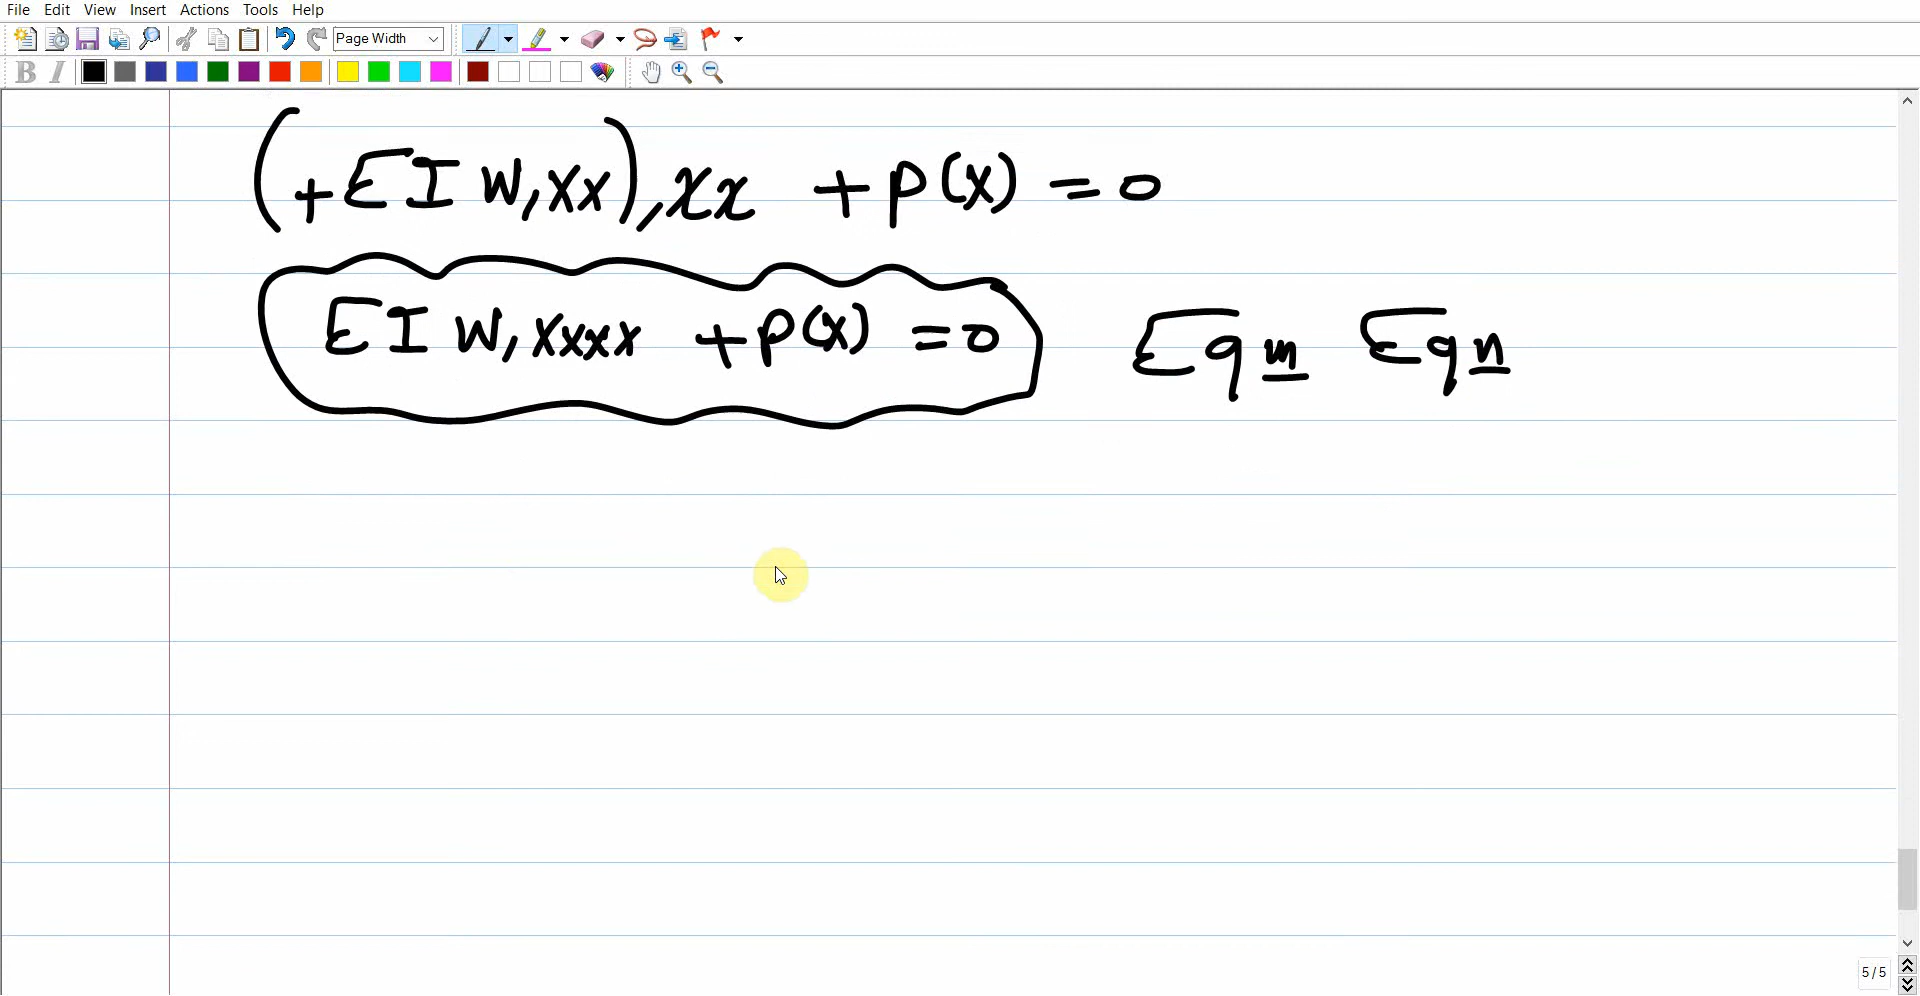 File Edit View Insert Actions Tools Help
Page Width
B I
(+EI W,xx),xx + P(x) = 0
EI W,xxxx + P(x) = 0 Eqm Eqn
5/5